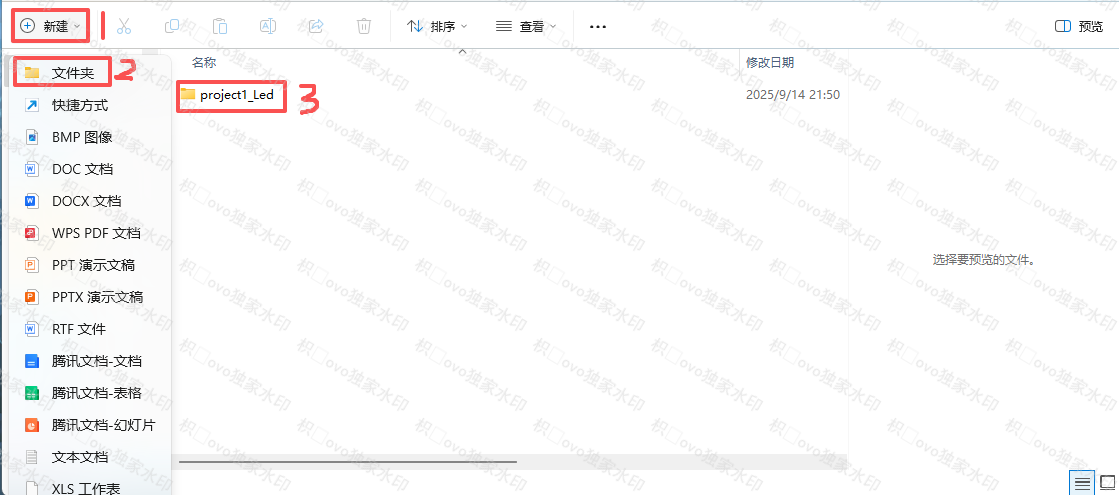 新建 1 排序 查看 ... 预览
名称 修改日期
文件夹 2
project1_Led 3 2025/9/14 21:50
快捷方式
BMP 图像
DOC 文档
DOCX 文档
WPS PDF 文档
PPT 演示文稿
选择要预览的文件。
PPTX 演示文稿
RTF 文件
腾讯文档-文档
腾讯文档-表格
腾讯文档-幻灯片
文本文档
XLS 工作表
枳□ovo独家水印